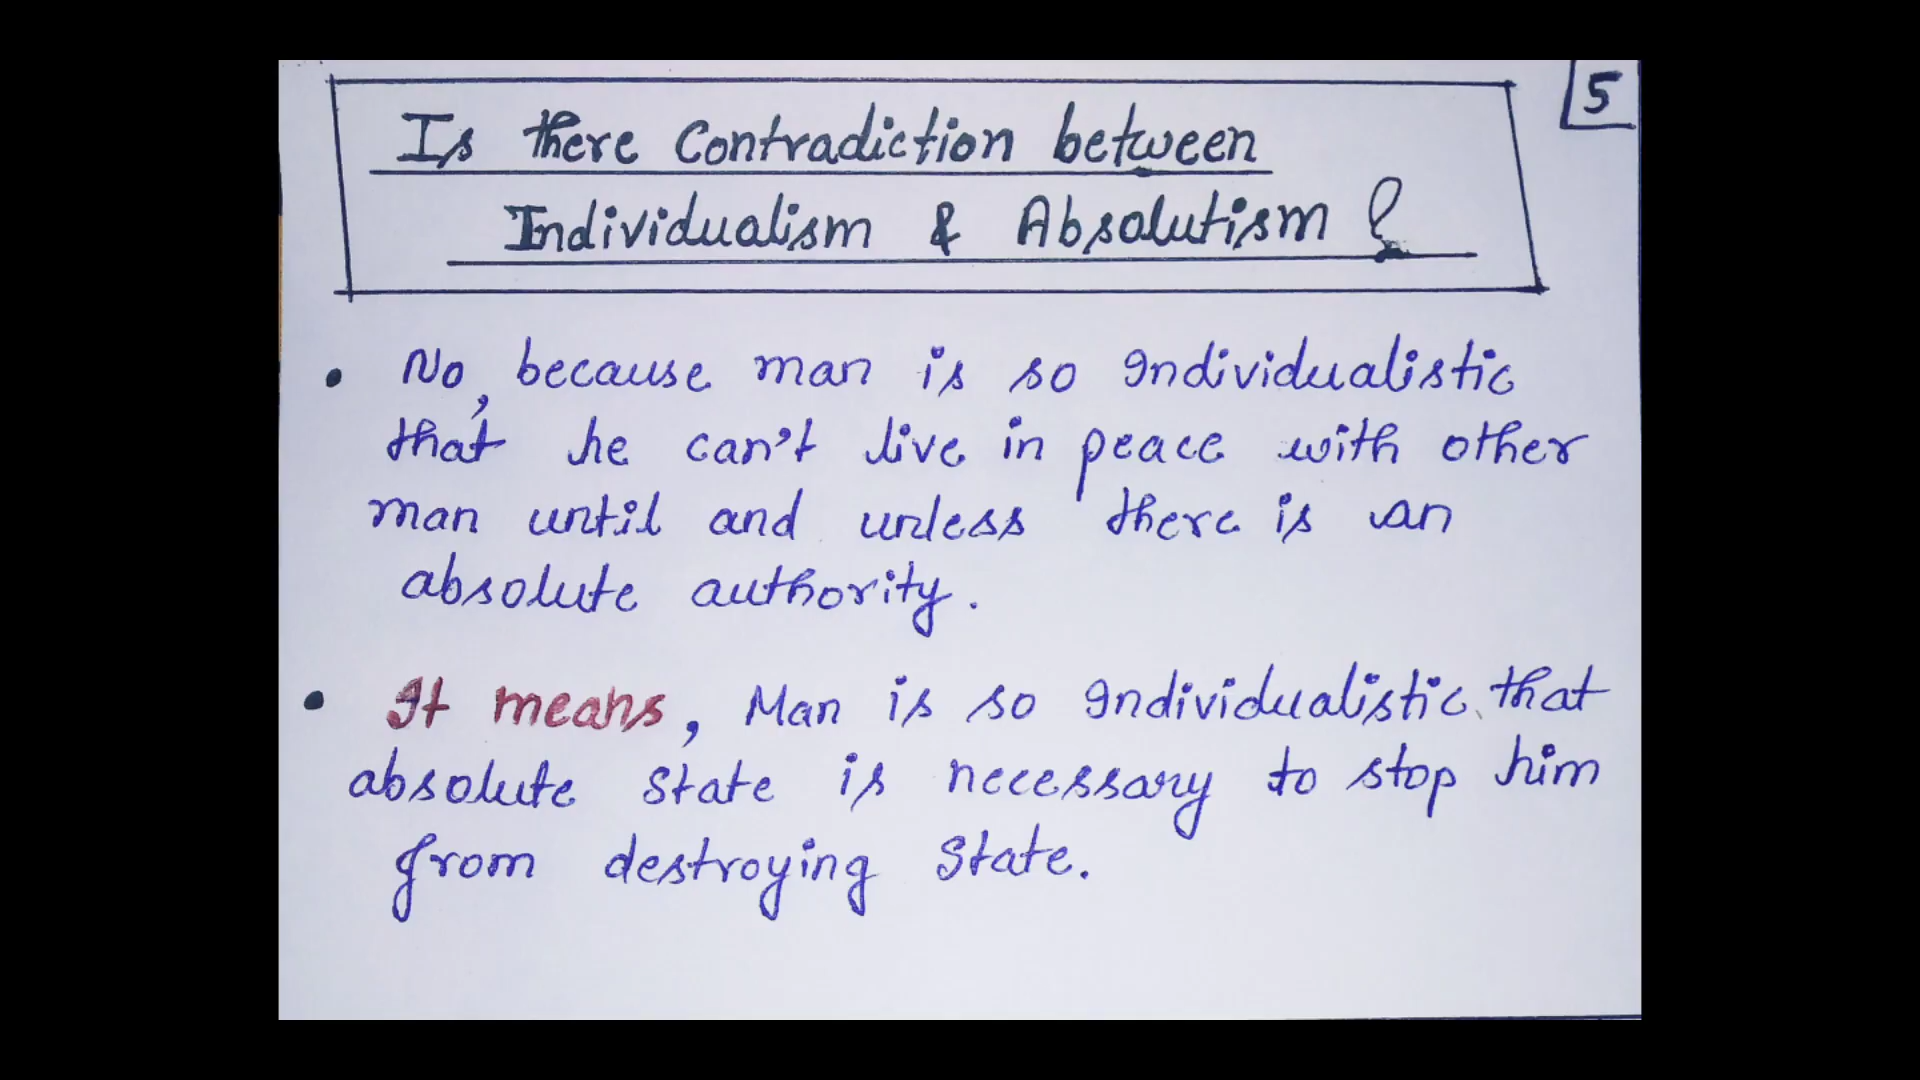 5
Is there Contradiction between
Individualism & Absolutism ?
• No, because man is so Individualistic
that he can't live in peace with other
man until and unless there is an
absolute authority.
• It means, Man is so Individualistic that
absolute State is necessary to stop him
from destroying State.